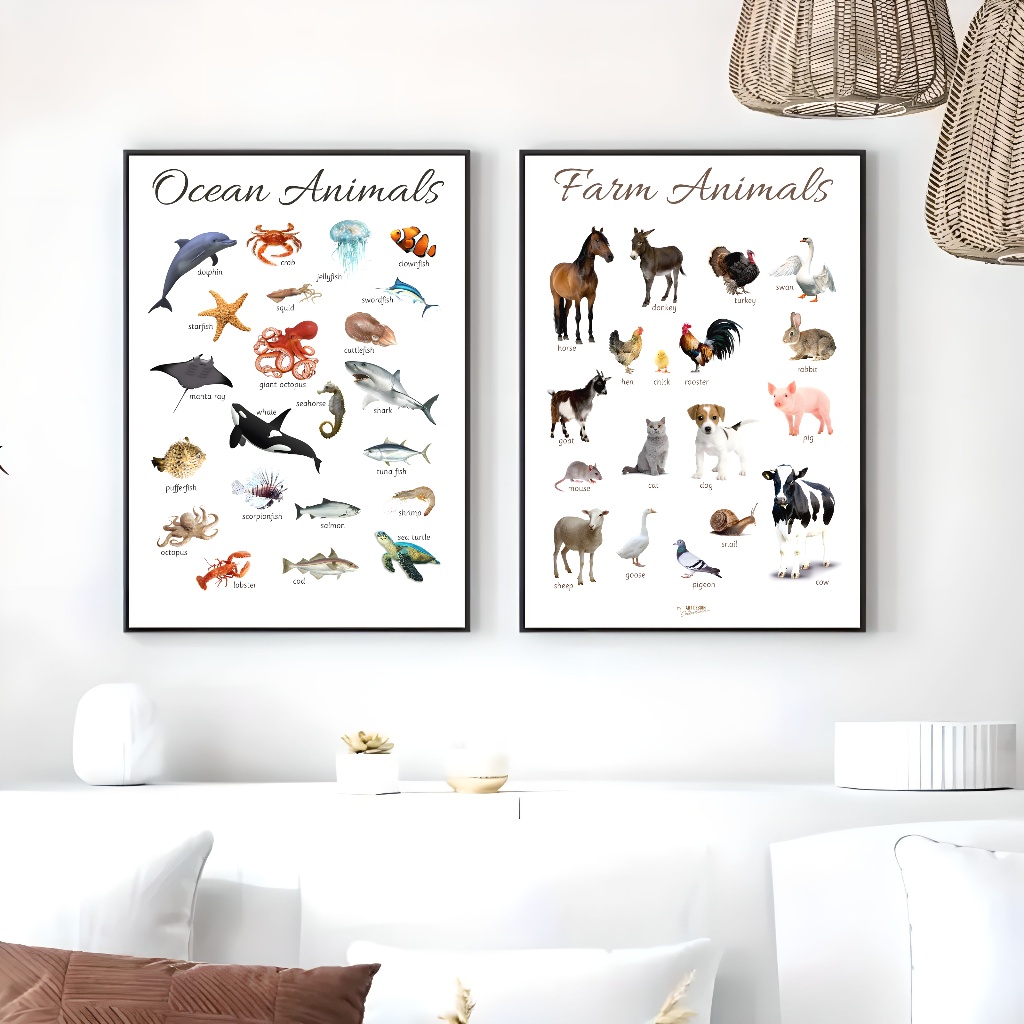 Ocean Animals
dolphin
crab
jellyfish
clownfish
starfish
squid
swordfish
giant octopus
cuttlefish
manta ray
whale
seahorse
shark
pufferfish
tuna fish
scorpionfish
salmon
shrimp
octopus
lobster
cod
sea turtle
Farm Animals
horse
donkey
turkey
swan
hen
chick
rooster
rabbit
goat
pig
mouse
cat
dog
sheep
goose
pigeon
snail
cow